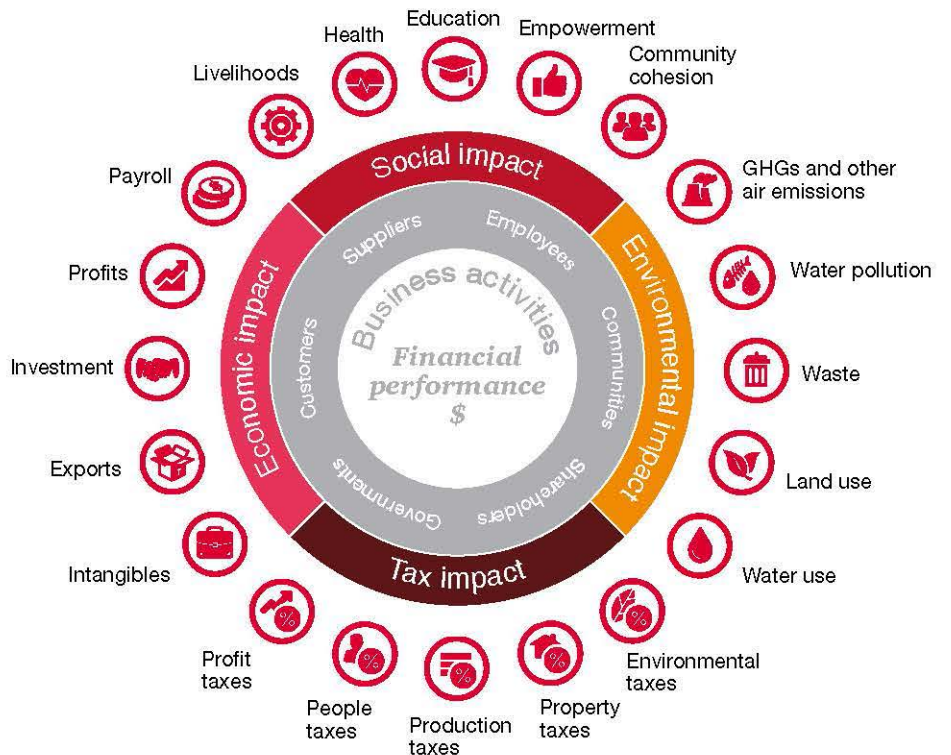 Education
Health
Empowerment
Livelihoods
Community
cohesion
Payroll
GHGs and other
air emissions
Profits
Water pollution
Investment
Waste
Exports
Land use
Intangibles
Water use
Profit
taxes
People
taxes
Production
taxes
Property
taxes
Environmental
taxes
Social impact
Environmental impact
Tax impact
Economic impact
Suppliers
Employees
Communities
Shareholders
Governments
Customers
Business activities
Financial
performance
$
$
%
%
%
%
%